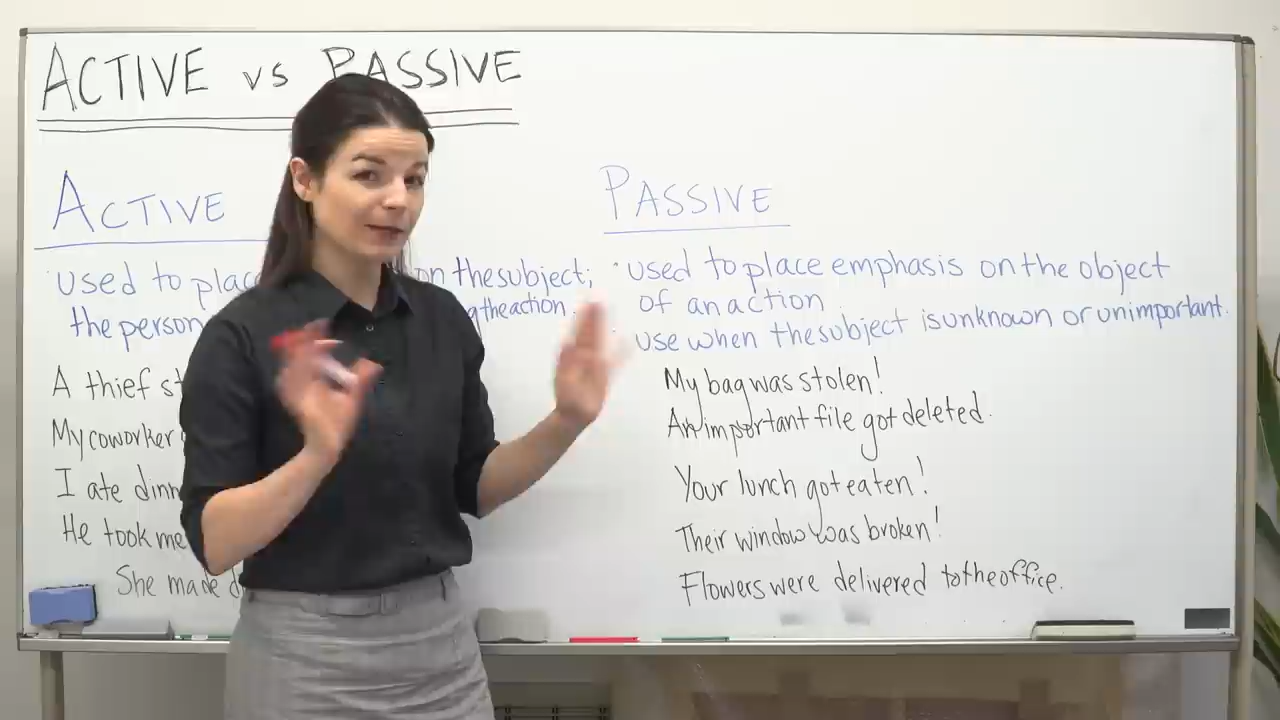 ACTIVE vs PASSIVE
ACTIVE
· used to place on the subject;
the person the action.
A thief
My coworker
I ate
He took me
She made
PASSIVE
· used to place emphasis on the object
of an action
· use when the subject is unknown or unimportant.
My bag was stolen!
An important file got deleted.
Your lunch got eaten!
Their window was broken!
Flowers were delivered to the office.